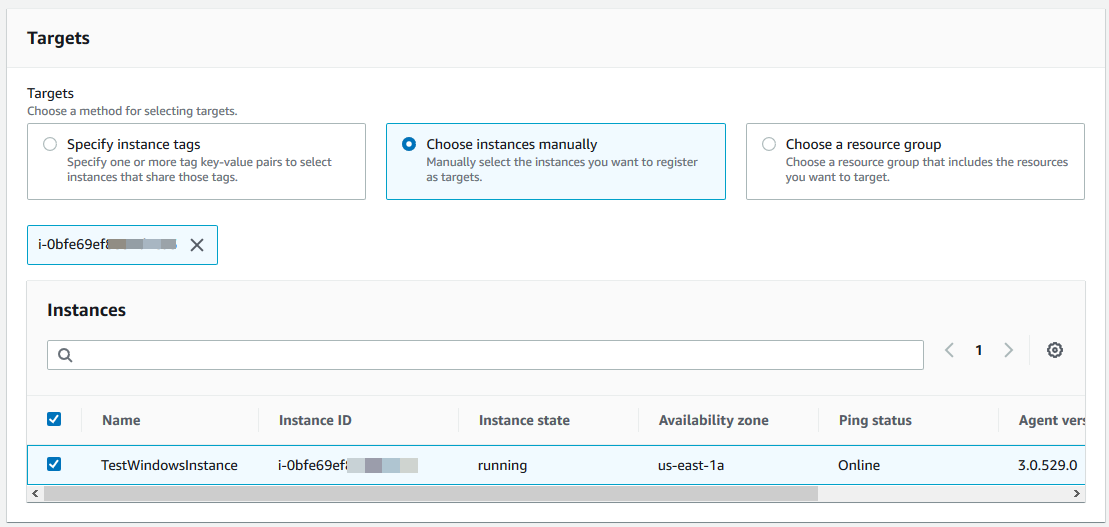 Targets
Targets
Choose a method for selecting targets.
Specify instance tags
Specify one or more tag key-value pairs to select
instances that share those tags.
Choose instances manually
Manually select the instances you want to register
as targets.
Choose a resource group
Choose a resource group that includes the resources
you want to target.
i-0bfe69ef
Instances
1
Name Instance ID Instance state Availability zone Ping status Agent vers
TestWindowsInstance i-0bfe69ef running us-east-1a Online 3.0.529.0